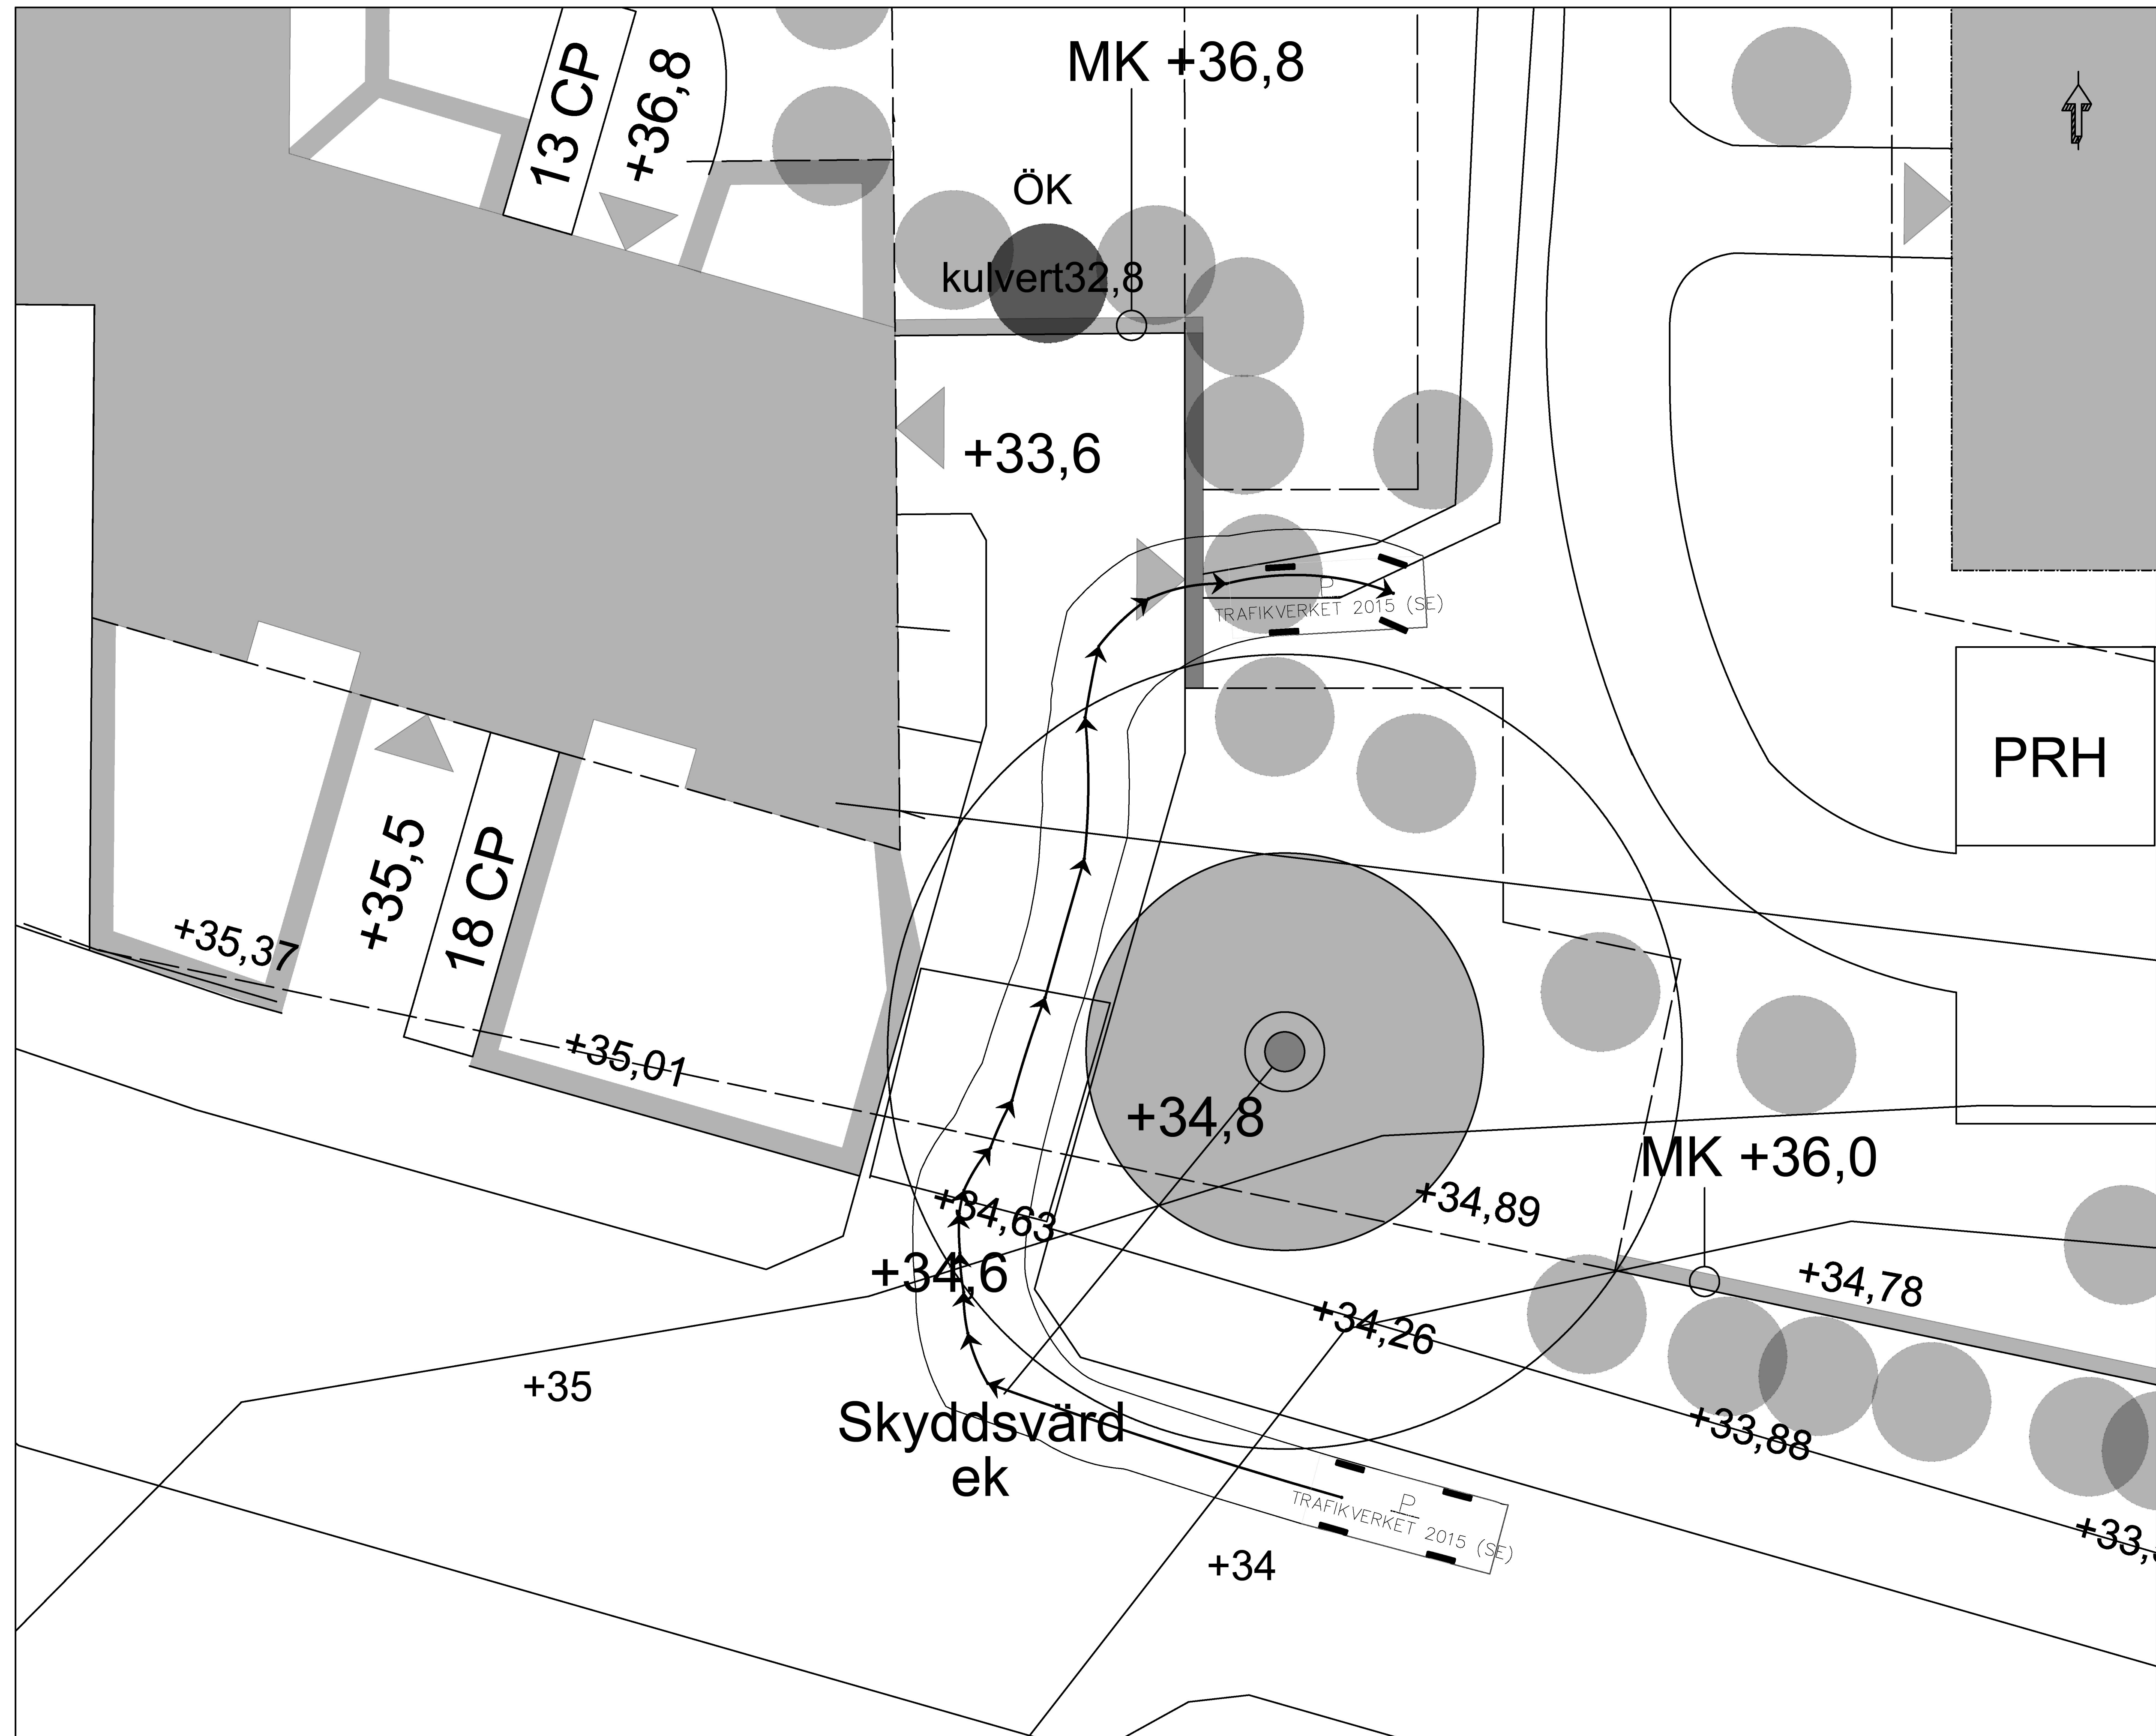 MK +36,8
13 CP
+36,8
ÖK
kulvert32,8
+33,6
P
TRAFIKVERKET 2015 (SE)
PRH
+35,5
18 CP
+35,37
+35,01
+34,8
MK +36,0
+34,63
+34,89
+34,6
+34,78
+34,26
+35
Skyddsvärd
ek
+33,88
P
TRAFIKVERKET 2015 (SE)
+34